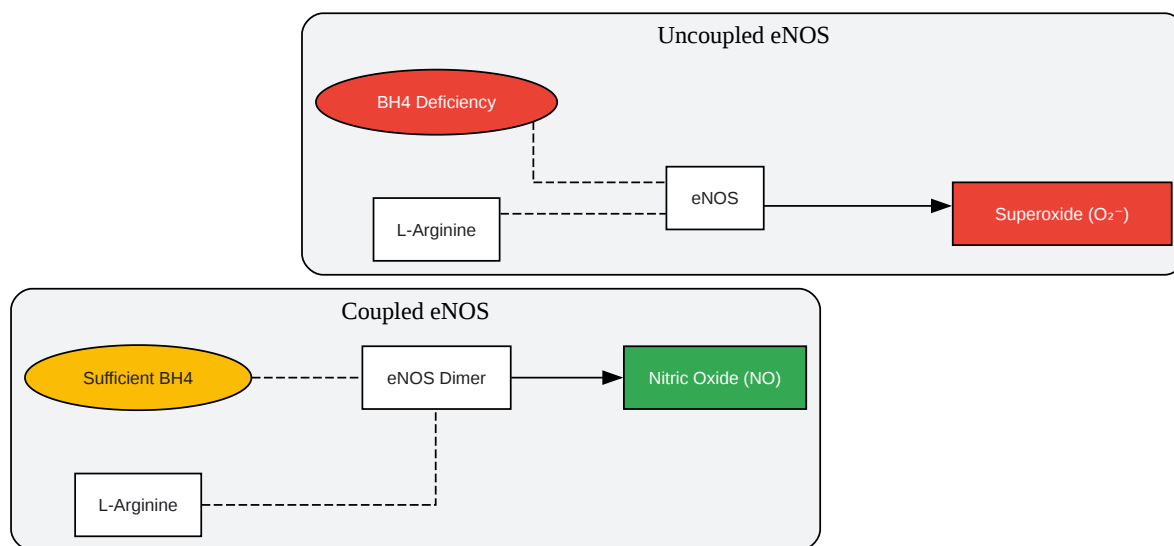 Uncoupled eNOS
BH4 Deficiency
eNOS
L-Arginine
Superoxide (O₂⁻)
Coupled eNOS
Sufficient BH4
eNOS Dimer
Nitric Oxide (NO)
L-Arginine